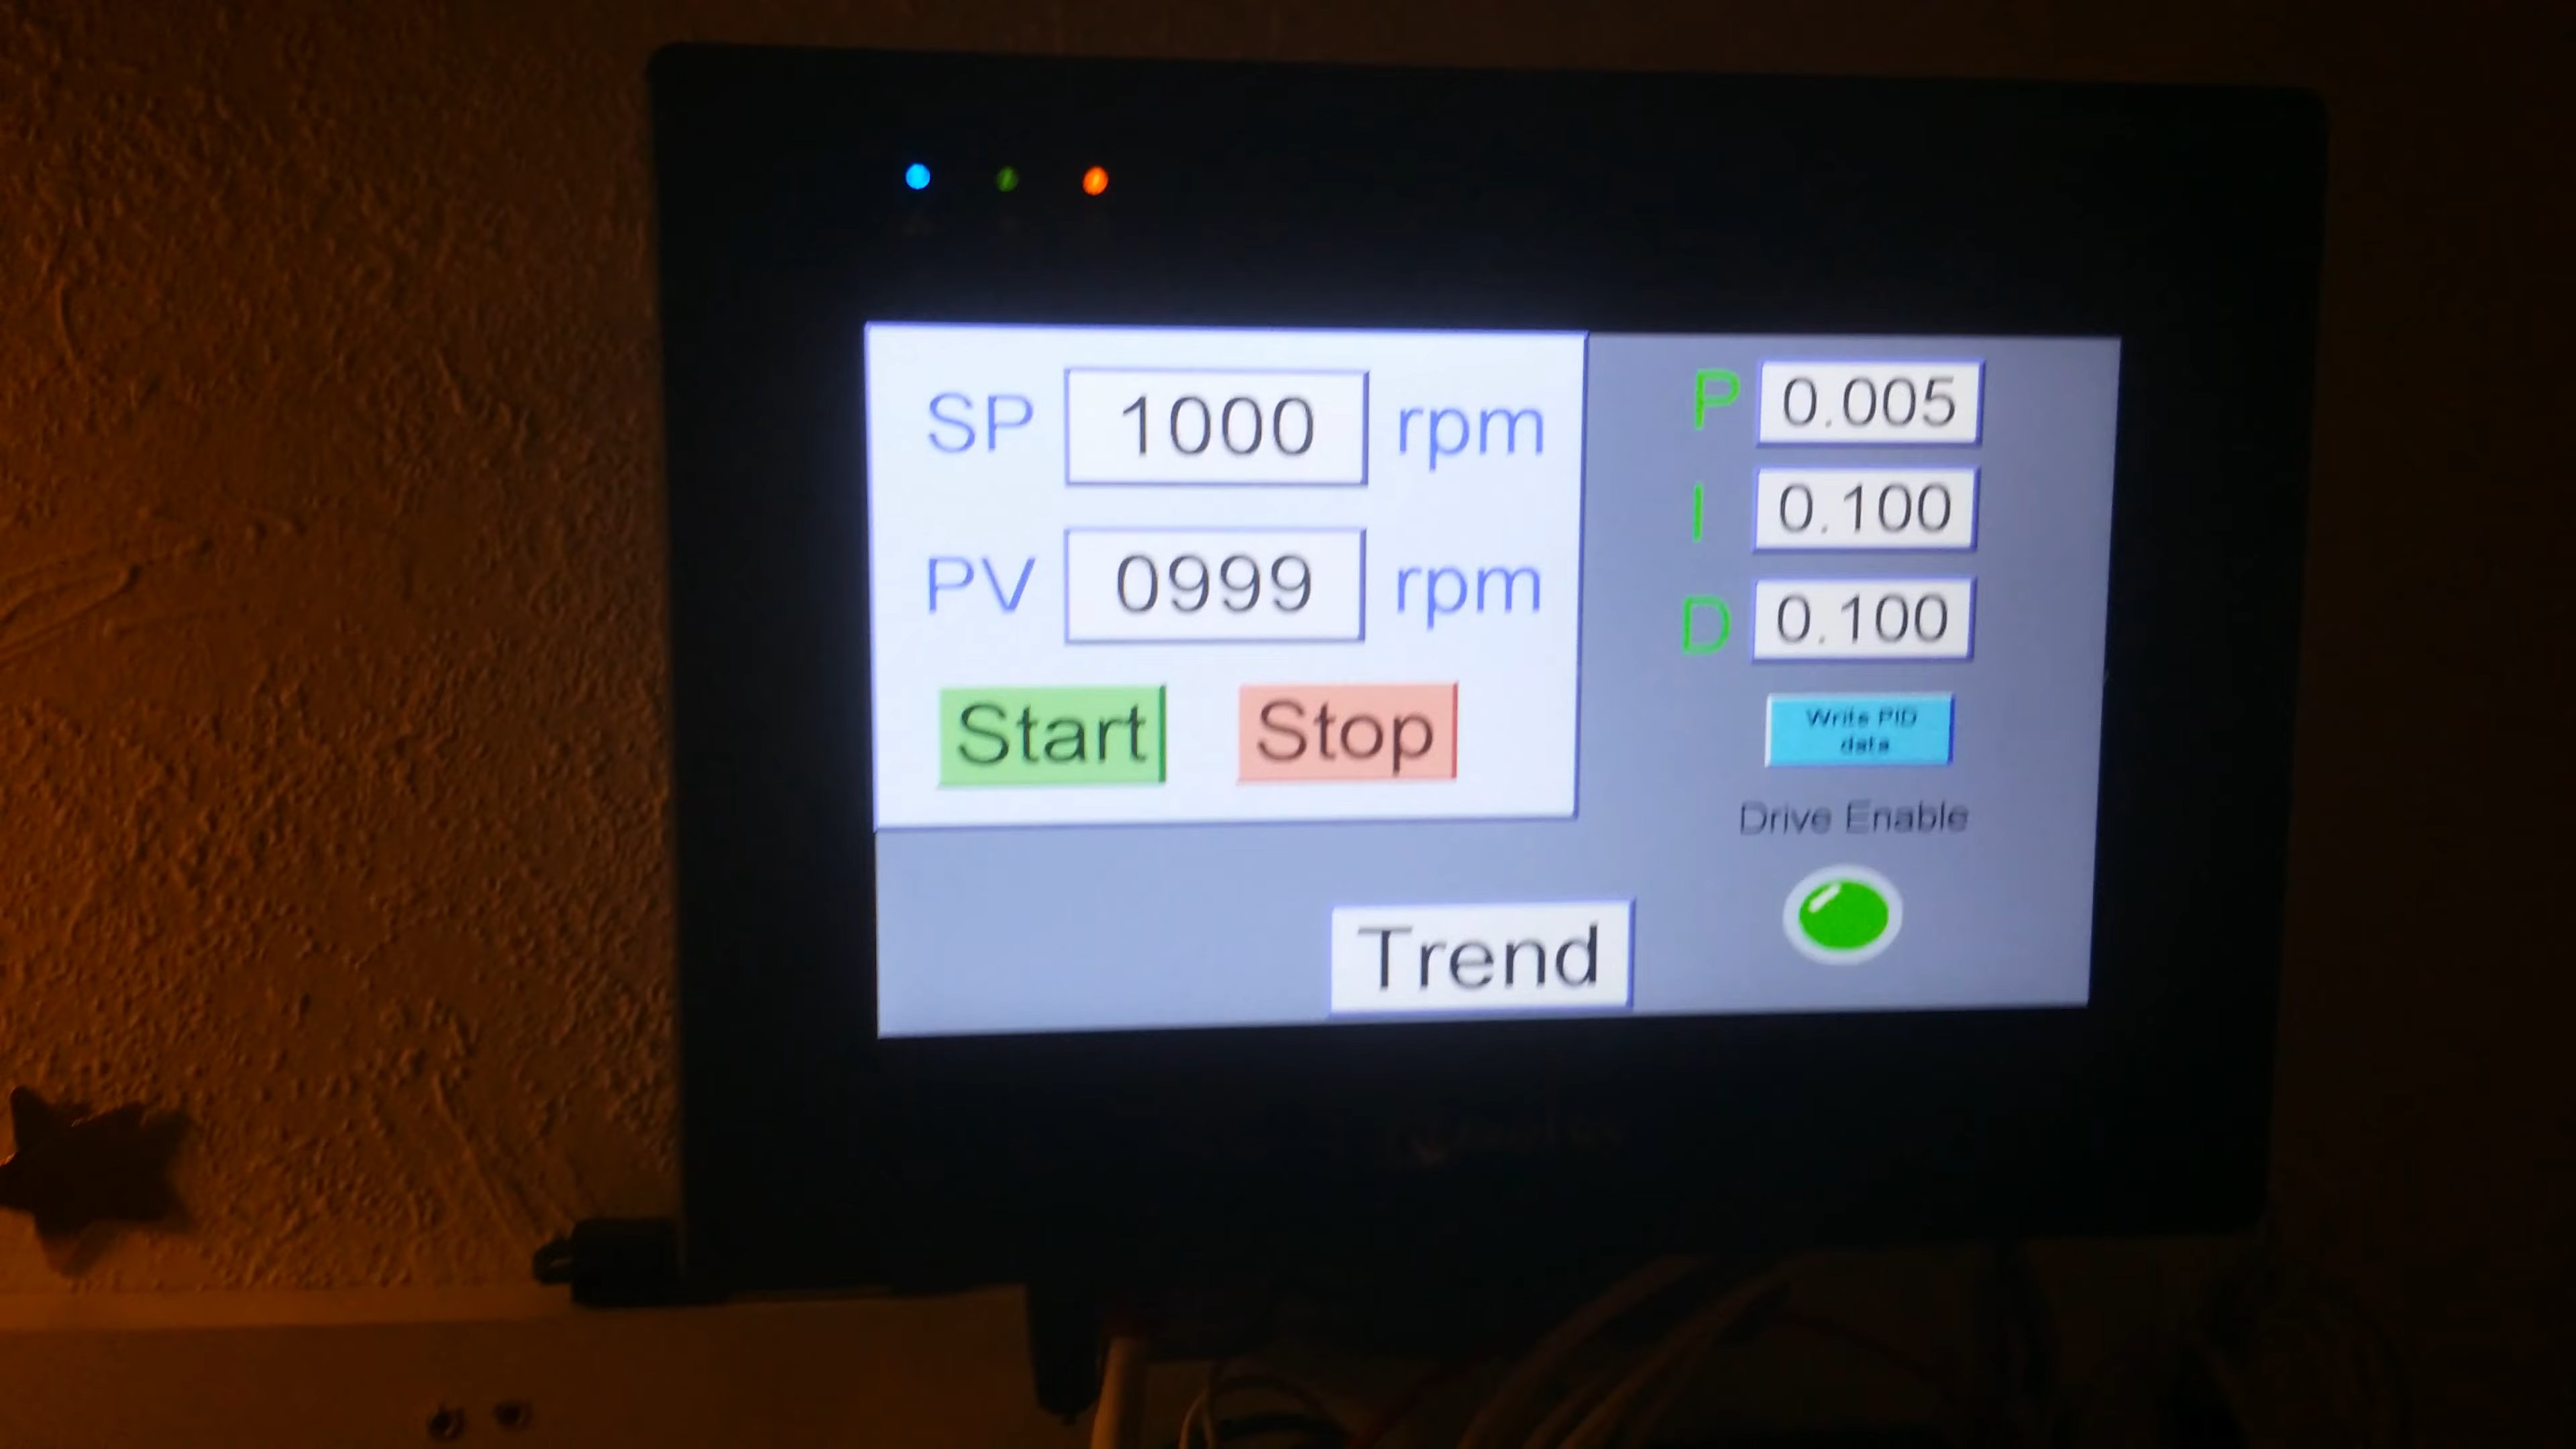 SP 1000 rpm
PV 0999 rpm
Start Stop
P 0.005
I 0.100
D 0.100
Write PID
data
Drive Enable
Trend